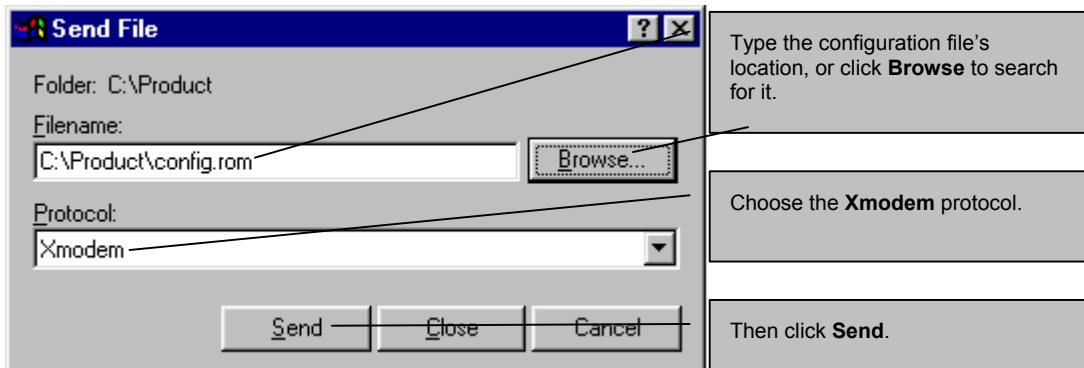 Send File
Folder: C:\Product
Filename:
C:\Product\config.rom
Browse...
Protocol:
Xmodem
Send
Close
Cancel
Type the configuration file's
location, or click Browse to search
for it.
Choose the Xmodem protocol.
Then click Send.